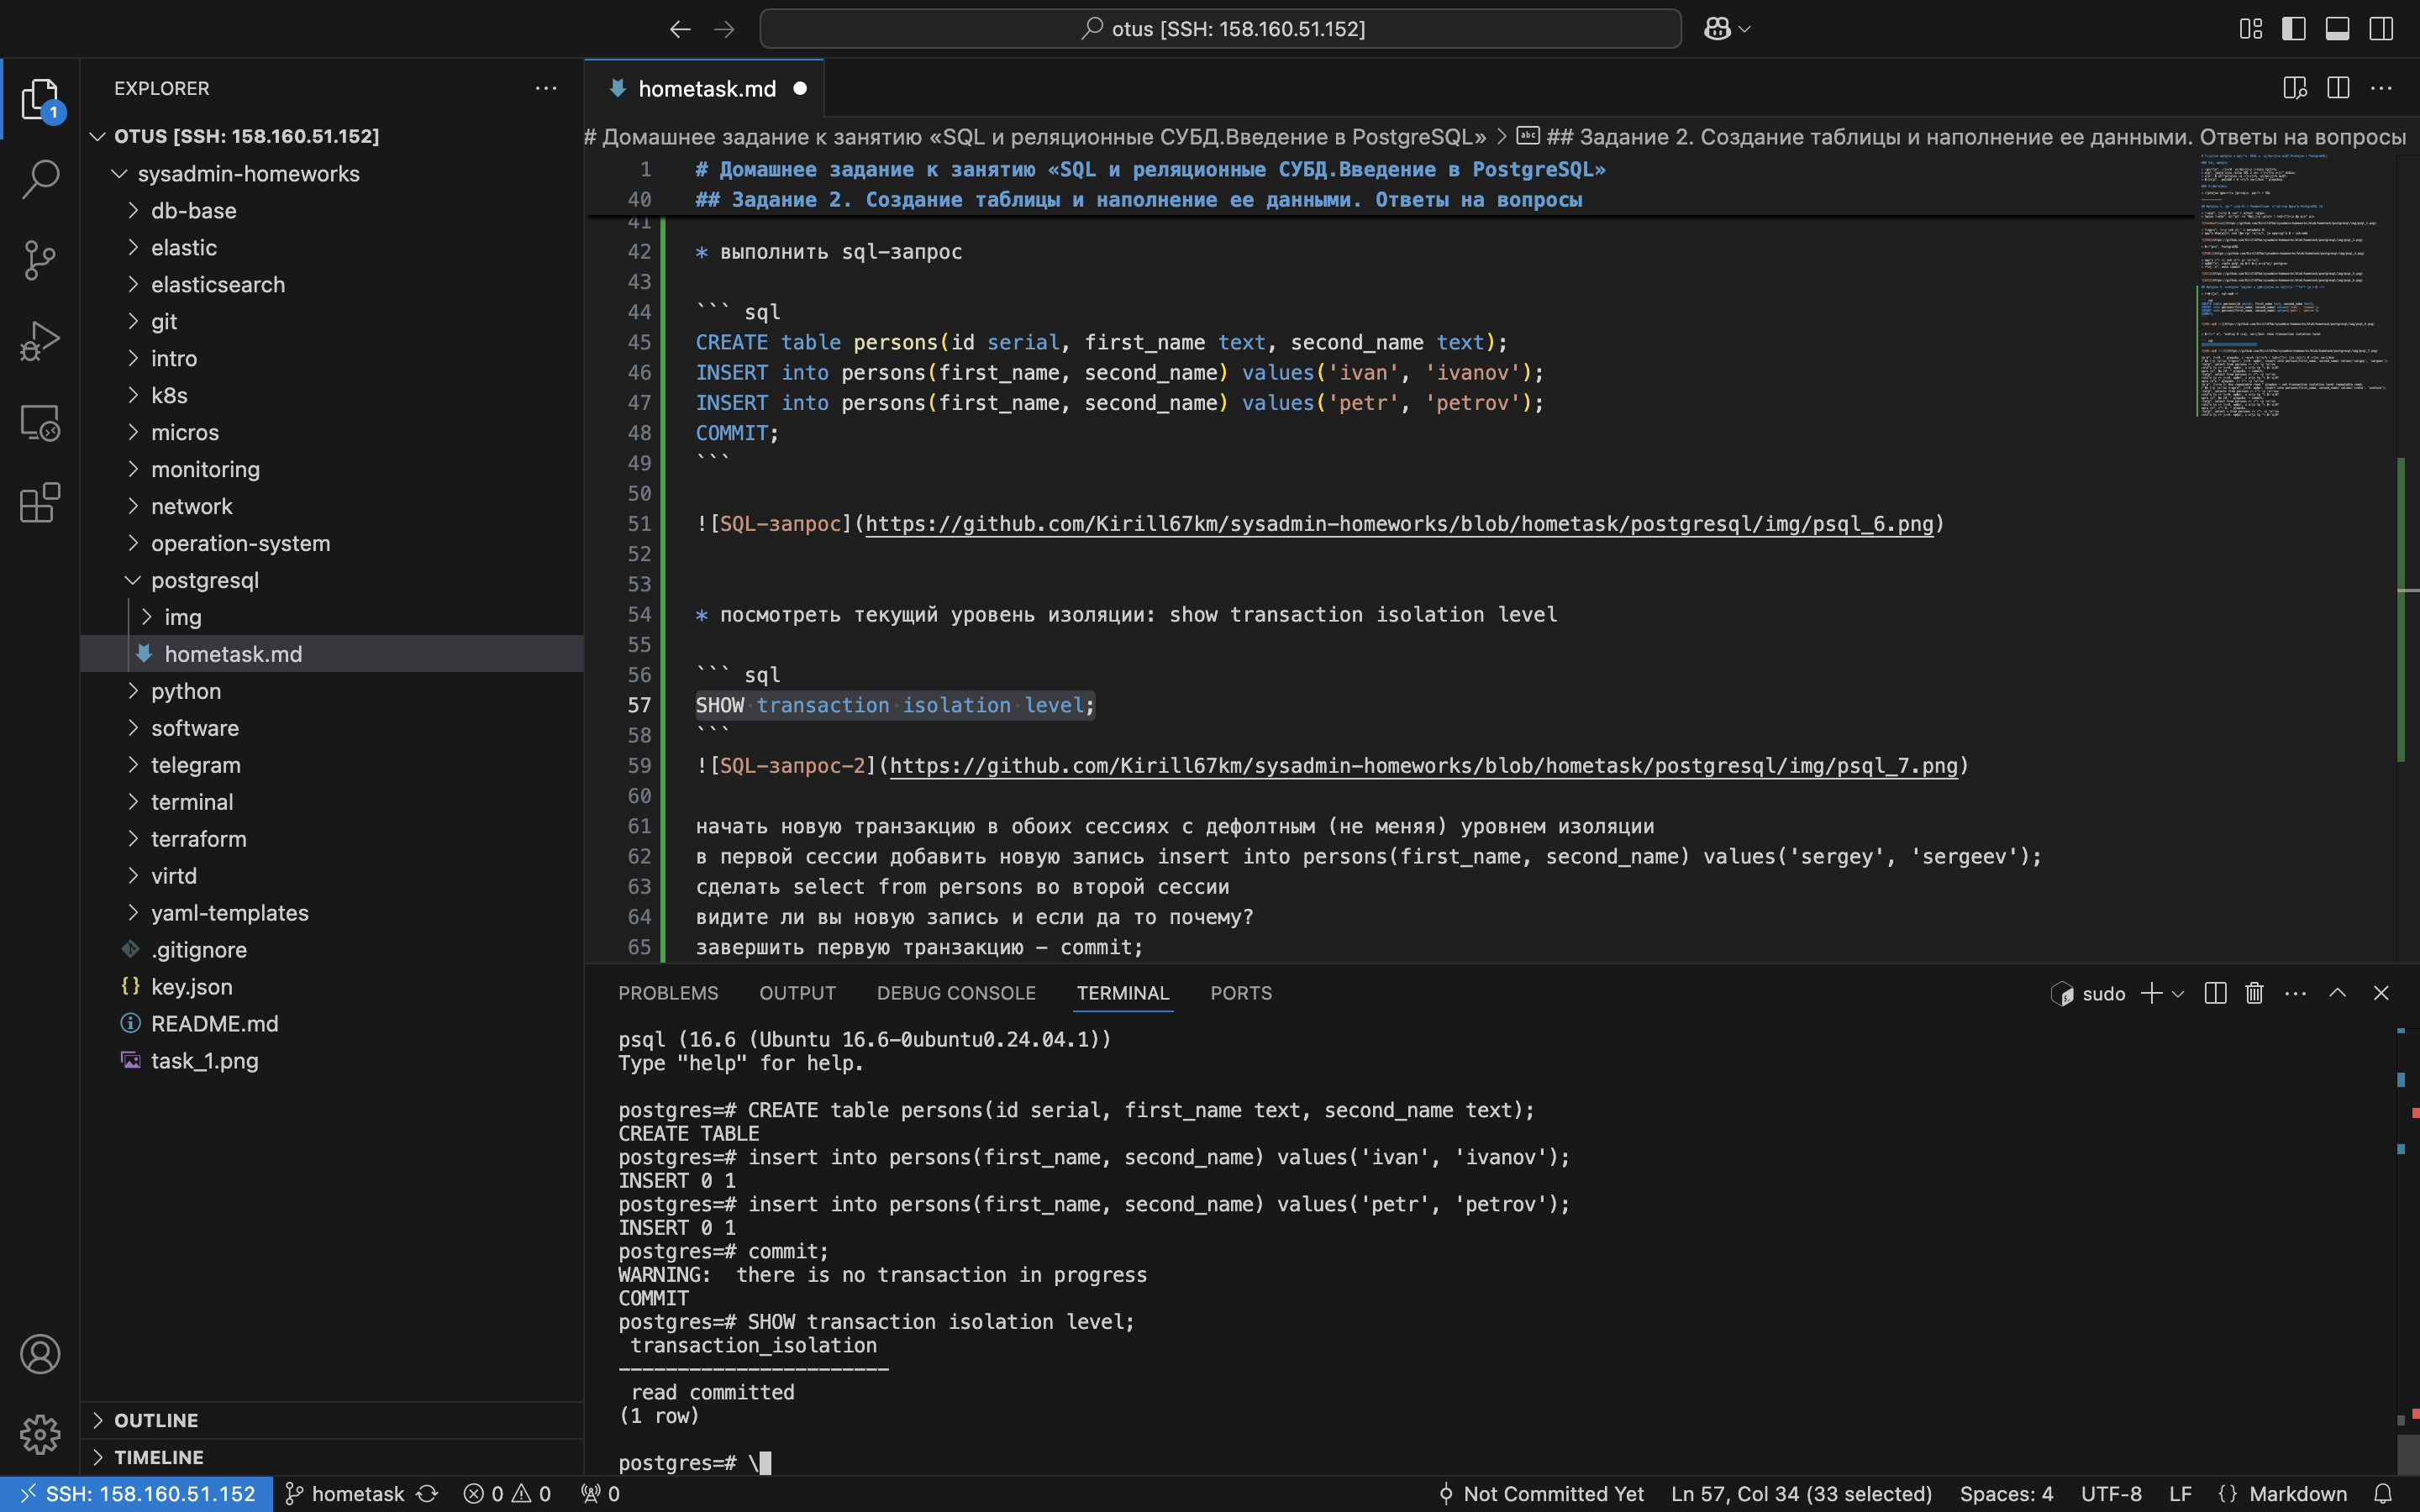 otus [SSH: 158.160.51.152]
EXPLORER
1
OTUS [SSH: 158.160.51.152]
sysadmin-homeworks
db-base
elastic
elasticsearch
git
intro
k8s
micros
monitoring
network
operation-system
postgresql
img
hometask.md
python
software
telegram
terminal
terraform
virtd
yaml-templates
.gitignore
key.json
README.md
task_1.png
OUTLINE
TIMELINE
hometask.md
# Домашнее задание к занятию «SQL и реляционные СУБД.Введение в PostgreSQL» > ## Задание 2. Создание таблицы и наполнение ее данными. Ответы на вопросы
1 # Домашнее задание к занятию «SQL и реляционные СУБД.Введение в PostgreSQL»
40 ## Задание 2. Создание таблицы и наполнение ее данными. Ответы на вопросы
41
42 * выполнить sql-запрос
43
44 ``` sql
45 CREATE table persons(id serial, first_name text, second_name text);
46 INSERT into persons(first_name, second_name) values('ivan', 'ivanov');
47 INSERT into persons(first_name, second_name) values('petr', 'petrov');
48 COMMIT;
49 ```
50
51 ![SQL-запрос](https://github.com/Kirill67km/sysadmin-homeworks/blob/hometask/postgresql/img/psql_6.png)
52
53
54 * посмотреть текущий уровень изоляции: show transaction isolation level
55
56 ``` sql
57 SHOW transaction isolation level;
58 ```
59 ![SQL-запрос-2](https://github.com/Kirill67km/sysadmin-homeworks/blob/hometask/postgresql/img/psql_7.png)
60
61 начать новую транзакцию в обоих сессиях с дефолтным (не меняя) уровнем изоляции
62 в первой сессии добавить новую запись insert into persons(first_name, second_name) values('sergey', 'sergeev');
63 сделать select from persons во второй сессии
64 видите ли вы новую запись и если да то почему?
65 завершить первую транзакцию - commit;
PROBLEMS OUTPUT DEBUG CONSOLE TERMINAL PORTS
sudo
psql (16.6 (Ubuntu 16.6-0ubuntu0.24.04.1))
Type "help" for help.
postgres=# CREATE table persons(id serial, first_name text, second_name text);
CREATE TABLE
postgres=# insert into persons(first_name, second_name) values('ivan', 'ivanov');
INSERT 0 1
postgres=# insert into persons(first_name, second_name) values('petr', 'petrov');
INSERT 0 1
postgres=# commit;
WARNING:  there is no transaction in progress
COMMIT
postgres=# SHOW transaction isolation level;
transaction_isolation
-----------------------
read committed
(1 row)
postgres=# \
SSH: 158.160.51.152 hometask 0 0 0 Not Committed Yet Ln 57, Col 34 (33 selected) Spaces: 4 UTF-8 LF {} Markdown